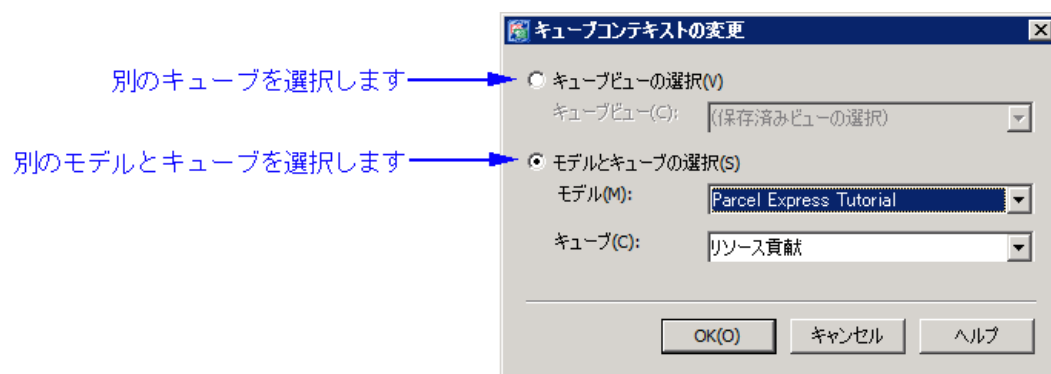 キューブコンテキストの変更
別のキューブを選択します
キューブビューの選択(V)
キューブビュー(C):
(保存済みビューの選択)
別のモデルとキューブを選択します
モデルとキューブの選択(S)
モデル(M):
Parcel Express Tutorial
キューブ(C):
リソース貢献
OK(O)
キャンセル
ヘルプ